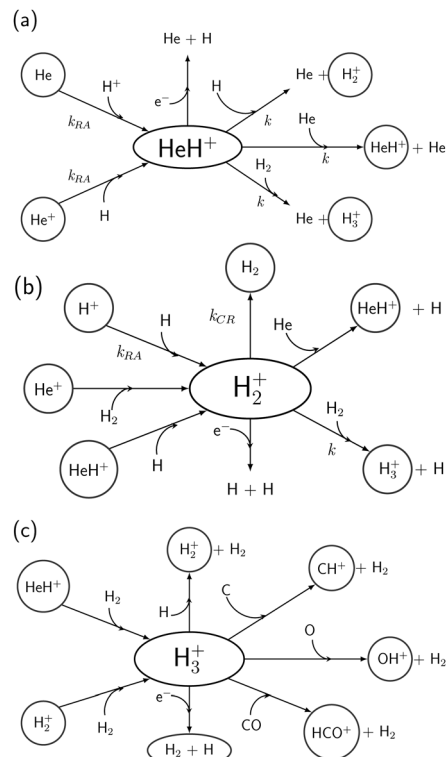 (a)
He + H
He
H⁺
e⁻
H
He + H₂⁺
k_RA
k
HeH⁺
He
k
HeH⁺ + He
k_RA
H₂
k
He⁺
H
He + H₃⁺
(b)
H₂
H⁺
H
k_RA
k_CR
He
HeH⁺ + H
He⁺
H₂
H₂⁺
HeH⁺
H
e⁻
H₂
k
H₃⁺ + H
H + H
(c)
H₂⁺ + H₂
HeH⁺
H₂
H
C
CH⁺ + H₂
H₃⁺
O
OH⁺ + H₂
H₂⁺
H₂
e⁻
CO
HCO⁺ + H₂
H₂ + H